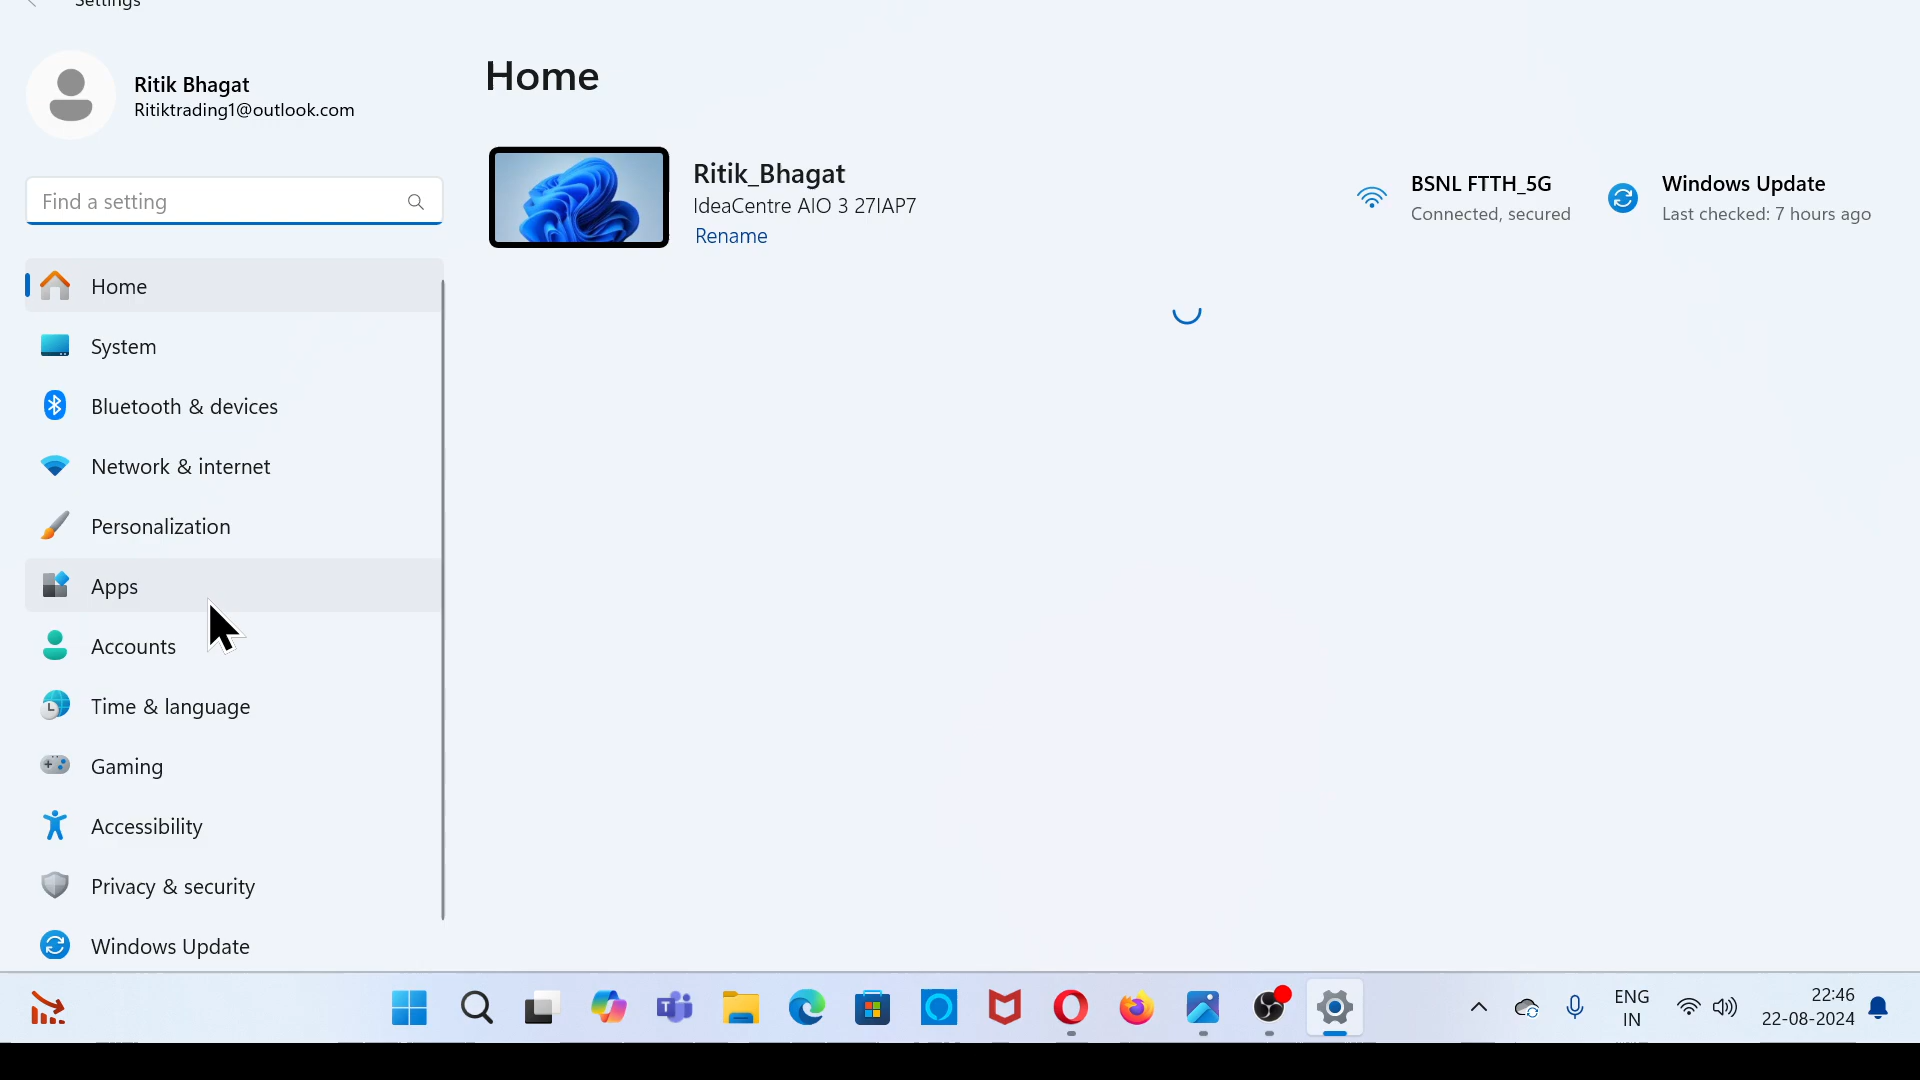 Settings
Ritik Bhagat
Ritiktrading1@outlook.com
Find a setting
Home
System
Bluetooth & devices
Network & internet
Personalization
Apps
Accounts
Time & language
Gaming
Accessibility
Privacy & security
Windows Update
Home
Ritik_Bhagat
IdeaCentre AIO 3 27IAP7
Rename
BSNL FTTH_5G
Connected, secured
Windows Update
Last checked: 7 hours ago
ENG
IN
22:46
22-08-2024